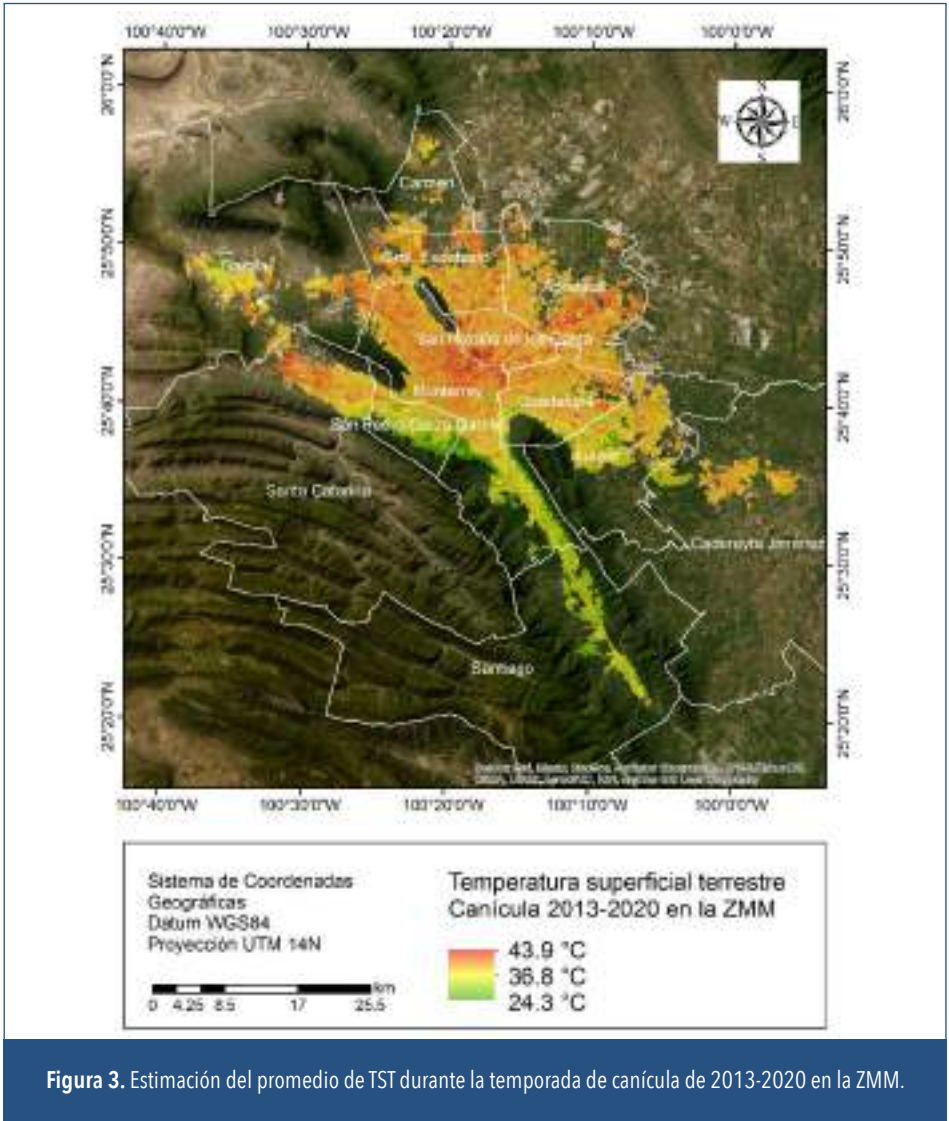 100°40'0"W 100°30'0"W 100°20'0"W 100°10'0"W 100°0'0"W
26°0'0"N 26°0'0"N
W E
S
Carmen
25°50'0"N 25°50'0"N
García
Gral. Escobedo
Apodaca
San Nicolás de los Garza
25°40'0"N 25°40'0"N
Monterrey
Guadalupe
San Pedro Garza García
Juárez
Santa Catarina
25°30'0"N 25°30'0"N
Cadereyta Jiménez
Santiago
25°20'0"N 25°20'0"N
100°40'0"W 100°30'0"W 100°20'0"W 100°10'0"W 100°0'0"W
Sistema de Coordenadas
Geográficas
Datum WGS84
Proyección UTM 14N
km
0 4.25 8.5 17 25.5
Temperatura superficial terrestre
Canícula 2013-2020 en la ZMM
43.9 °C
36.8 °C
24.3 °C
Figura 3. Estimación del promedio de TST durante la temporada de canícula de 2013-2020 en la ZMM.